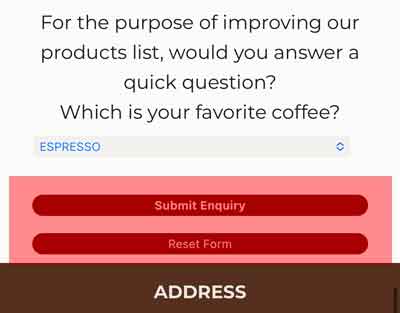 For the purpose of improving our
products list, would you answer a
quick question?
Which is your favorite coffee?
ESPRESSO
Submit Enquiry
Reset Form
ADDRESS